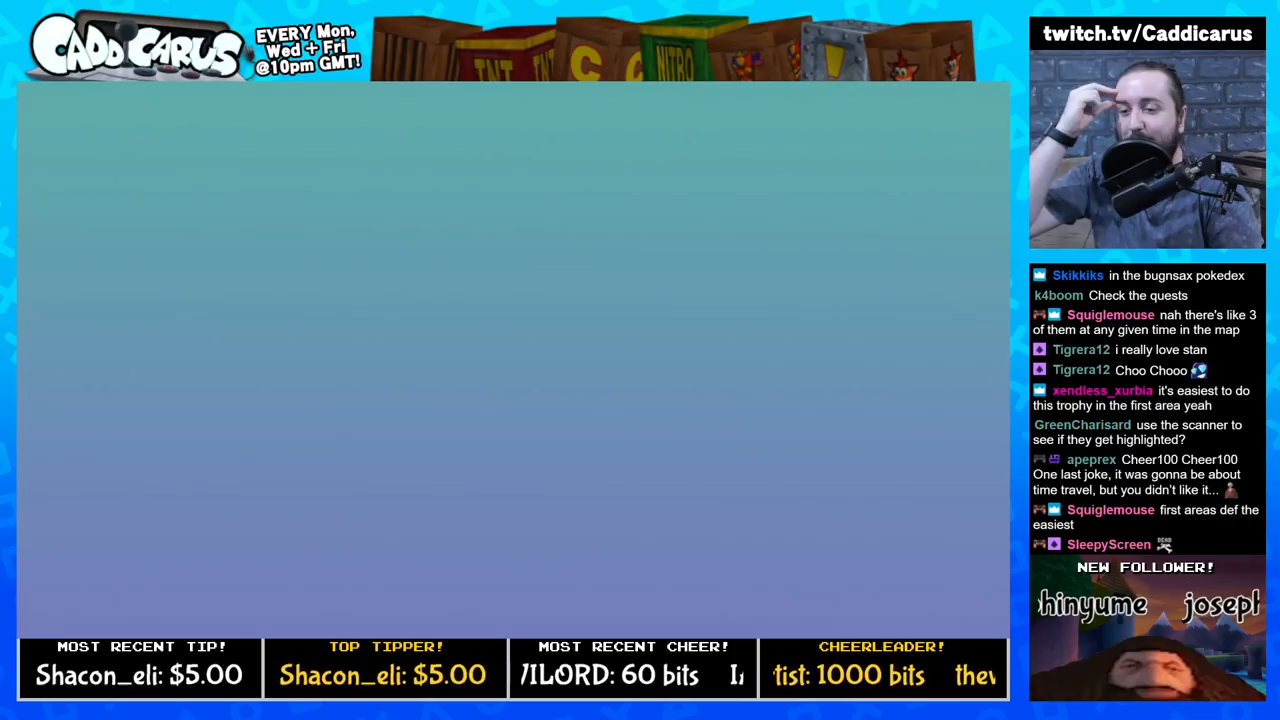 CADDICARUS
EVERY Mon,
Wed + Fri
@10pm GMT!
TNT
TNT
C
C
NITRO
!
twitch.tv/Caddicarus
Skikkiks in the bugnsax pokedex
k4boom Check the quests
Squiglemouse nah there's like 3
of them at any given time in the map
Tigrera12 i really love stan
Tigrera12 Choo Chooo
xendless_xurbia it's easiest to do
this trophy in the first area yeah
GreenCharisard use the scanner to
see if they get highlighted?
apeprex Cheer100 Cheer100
One last joke, it was gonna be about
time travel, but you didn't like it...
Squiglemouse first areas def the
easiest
SleepyScreen
NEW FOLLOWER!
hinyume joseph
MOST RECENT TIP!
Shacon_eli: $5.00
TOP TIPPER!
Shacon_eli: $5.00
MOST RECENT CHEER!
ILORD: 60 bits
CHEERLEADER!
tist: 1000 bits